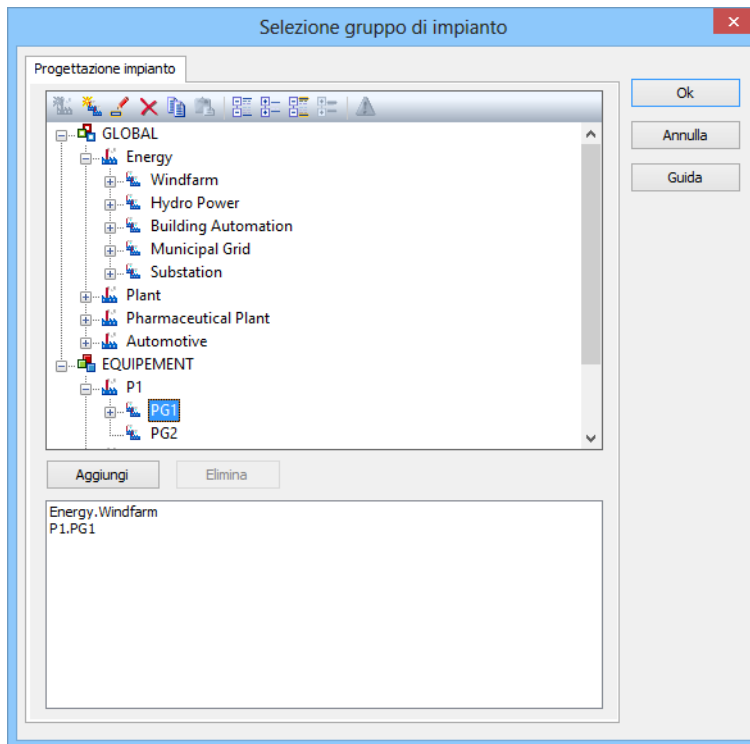 Selezione gruppo di impianto
Progettazione impianto
GLOBAL
Energy
Windfarm
Hydro Power
Building Automation
Municipal Grid
Substation
Plant
Pharmaceutical Plant
Automotive
EQUIPEMENT
P1
PG1
PG2
Aggiungi
Elimina
Energy.Windfarm
P1.PG1
Ok
Annulla
Guida